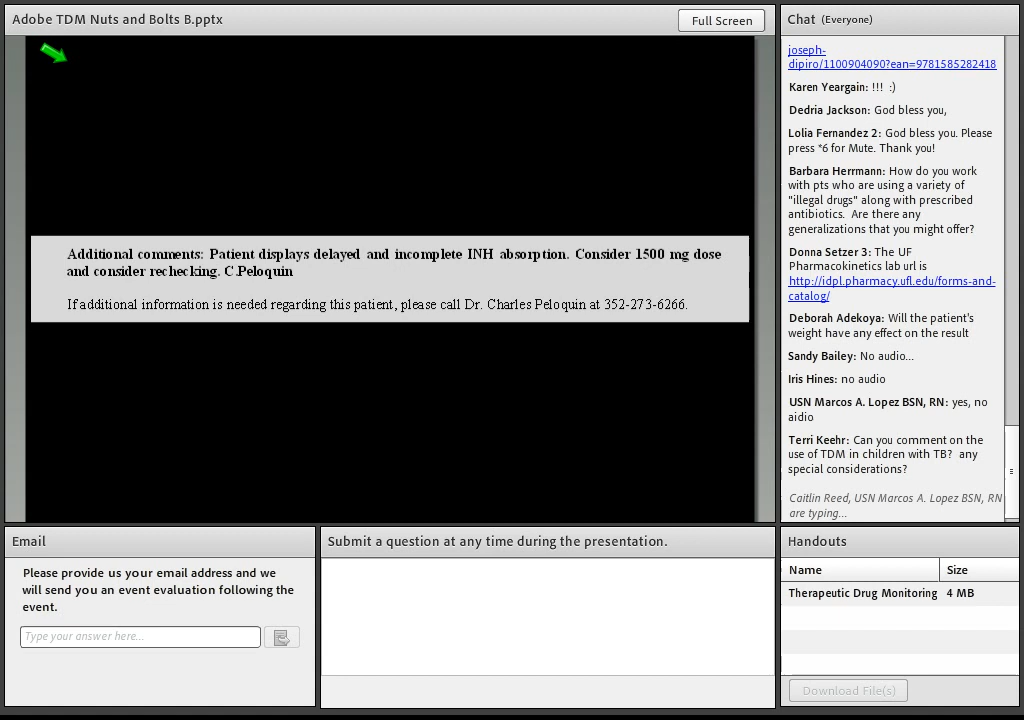 Adobe TDM Nuts and Bolts B.pptx
Full Screen
Additional comments: Patient displays delayed and incomplete INH absorption. Consider 1500 mg dose
and consider rechecking. C.Peloquin
If additional information is needed regarding this patient, please call Dr. Charles Peloquin at 352-273-6266.
Chat (Everyone)
joseph-
dipiro/1100904090?ean=9781585282418
Karen Yeargain: !!! :)
Dedria Jackson: God bless you,
Lolia Fernandez 2: God bless you. Please
press *6 for Mute. Thank you!
Barbara Herrmann: How do you work
with pts who are using a variety of
"illegal drugs" along with prescribed
antibiotics. Are there any
generalizations that you might offer?
Donna Setzer 3: The UF
Pharmacokinetics lab url is
http://idpl.pharmacy.ufl.edu/forms-and-
catalog/
Deborah Adekoya: Will the patient's
weight have any effect on the result
Sandy Bailey: No audio...
Iris Hines: no audio
USN Marcos A. Lopez BSN, RN: yes, no
aidio
Terri Keehr: Can you comment on the
use of TDM in children with TB? any
special considerations?
Caitlin Reed, USN Marcos A. Lopez BSN, RN
are typing...
Email
Please provide us your email address and we
will send you an event evaluation following the
event.
Type your answer here...
Submit a question at any time during the presentation.
Handouts
Name Size
Therapeutic Drug Monitoring 4 MB
Download File(s)